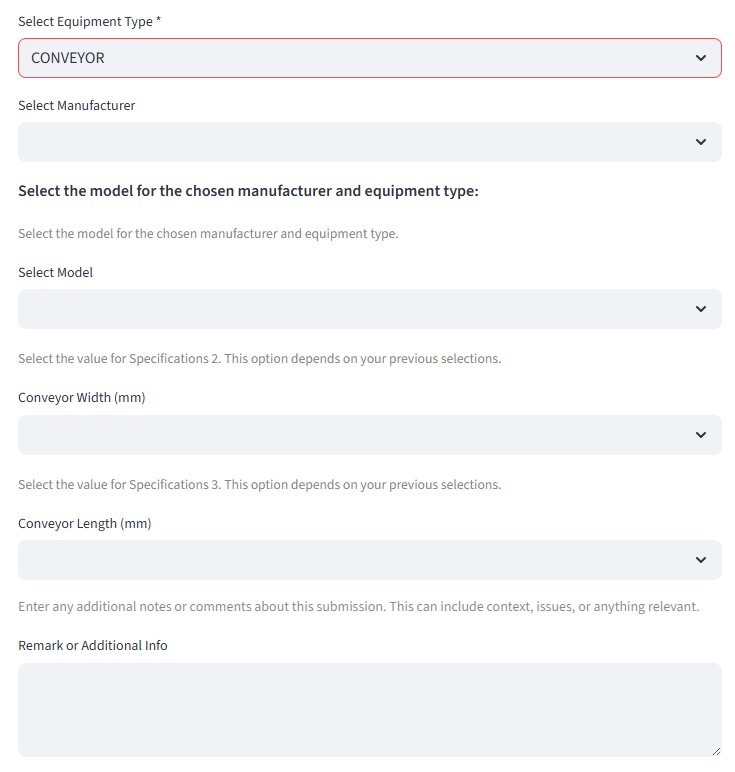 Select Equipment Type *
CONVEYOR
Select Manufacturer
Select the model for the chosen manufacturer and equipment type:
Select the model for the chosen manufacturer and equipment type.
Select Model
Select the value for Specifications 2. This option depends on your previous selections.
Conveyor Width (mm)
Select the value for Specifications 3. This option depends on your previous selections.
Conveyor Length (mm)
Enter any additional notes or comments about this submission. This can include context, issues, or anything relevant.
Remark or Additional Info